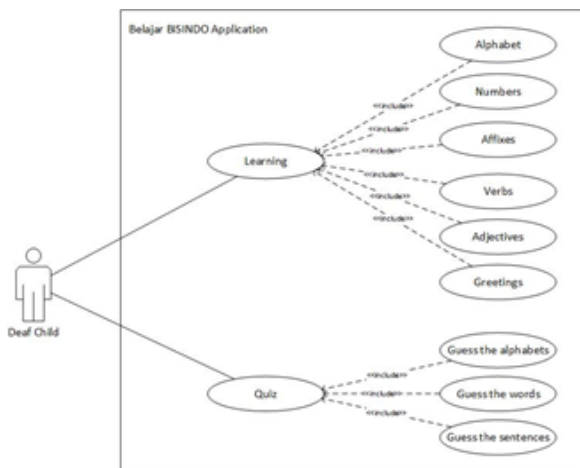 Belajar BISINDO Application
Alphabet
<<include>>
Numbers
<<include>>
Affixes
<<include>>
Learning
<<include>>
Verbs
<<include>>
Adjectives
<<include>>
Greetings
Deaf Child
Guess the alphabets
<<include>>
Quiz
<<include>>
Guess the words
<<include>>
Guess the sentences